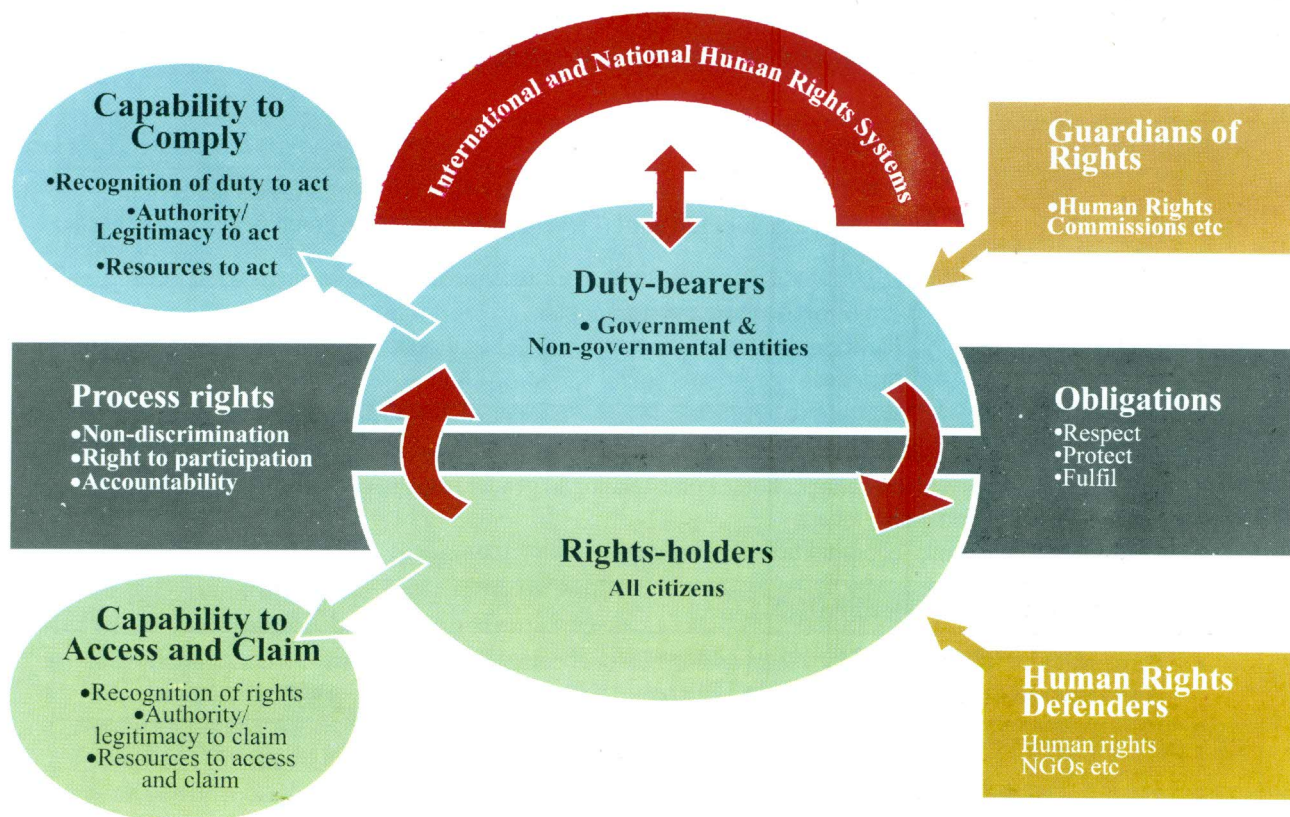 International and National Human Rights Systems
Capability to
Comply
•Recognition of duty to act
•Authority/
Legitimacy to act
•Resources to act
Guardians of
Rights
•Human Rights
Commissions etc
Duty-bearers
• Government &
Non-governmental entities
Process rights
•Non-discrimination
•Right to participation
•Accountability
Obligations
•Respect
•Protect
•Fulfil
Rights-holders
All citizens
Capability to
Access and Claim
•Recognition of rights
•Authority/
legitimacy to claim
•Resources to access
and claim
Human Rights
Defenders
Human rights
NGOs etc